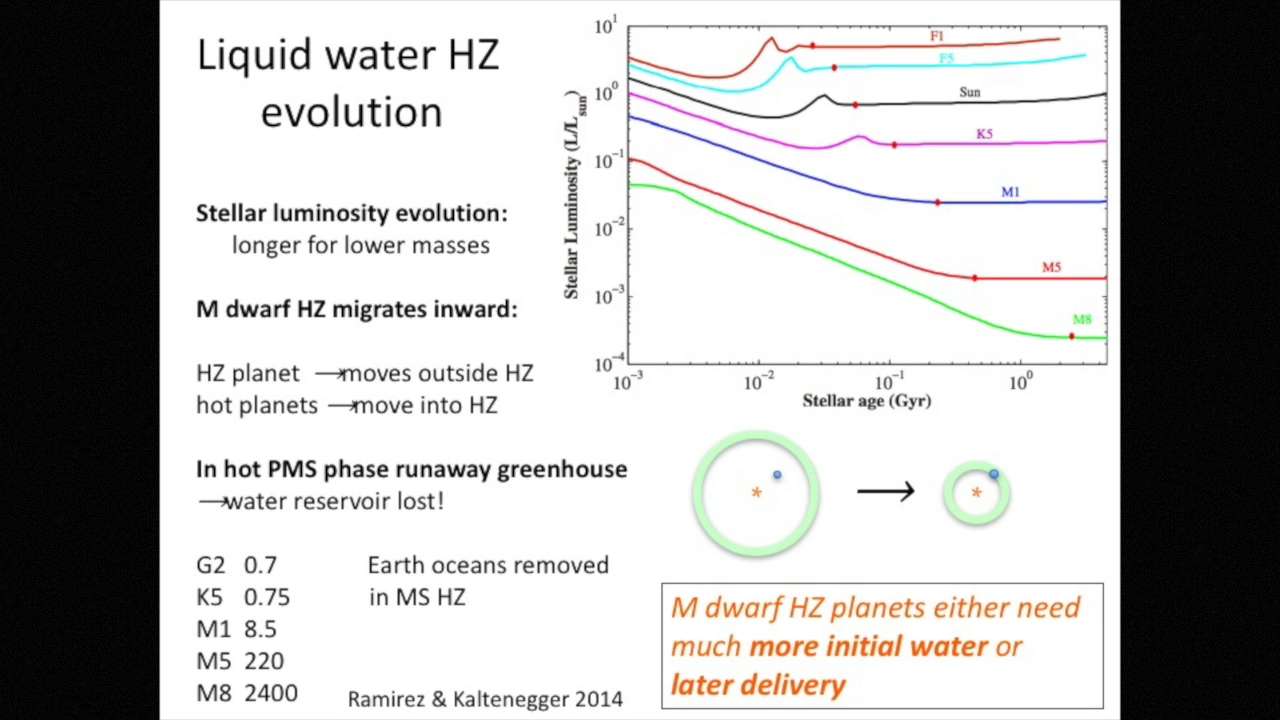 Liquid water HZ
evolution
Stellar luminosity evolution:
longer for lower masses
M dwarf HZ migrates inward:
HZ planet →moves outside HZ
hot planets →move into HZ
In hot PMS phase runaway greenhouse
→water reservoir lost!
G2 0.7 Earth oceans removed
K5 0.75 in MS HZ
M1 8.5
M5 220
M8 2400
Ramirez & Kaltenegger 2014
Stellar Luminosity (L/L_sun)
10^1
10^0
10^-1
10^-2
10^-3
10^-4
F1
F5
Sun
K5
M1
M5
M8
10^-3 10^-2 10^-1 10^0
Stellar age (Gyr)
*
→
*
M dwarf HZ planets either need
much more initial water or
later delivery